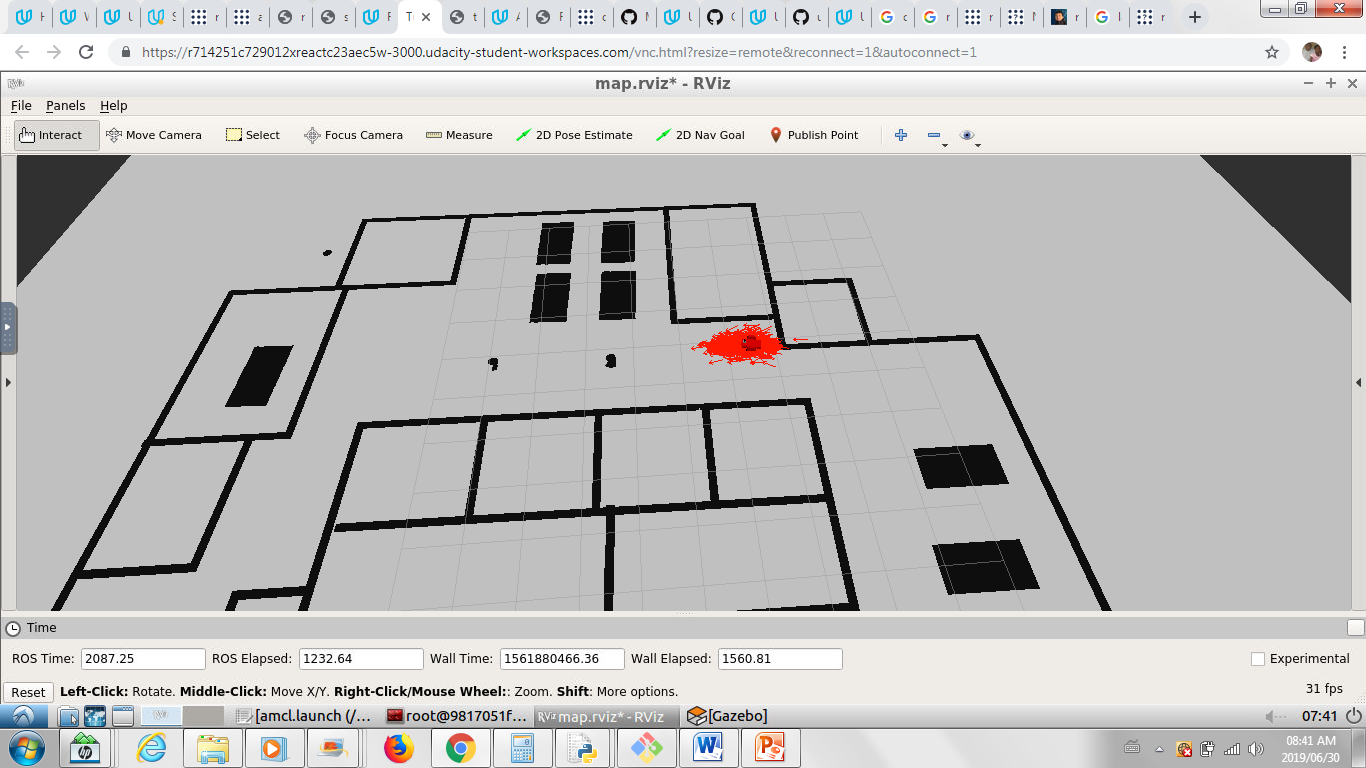 https://r714251c729012xreactc23aec5w-3000.udacity-student-workspaces.com/vnc.html?resize=remote&reconnect=1&autoconnect=1
map.rviz* - RViz
File Panels Help
Interact Move Camera Select Focus Camera Measure 2D Pose Estimate 2D Nav Goal Publish Point
Time
ROS Time: 2087.25 ROS Elapsed: 1232.64 Wall Time: 1561880466.36 Wall Elapsed: 1560.81 Experimental
Reset Left-Click: Rotate. Middle-Click: Move X/Y. Right-Click/Mouse Wheel:: Zoom. Shift: More options. 31 fps
[amcl.launch (/... root@9817051f... map.rviz* - RViz [Gazebo] 07:41
08:41 AM
2019/06/30